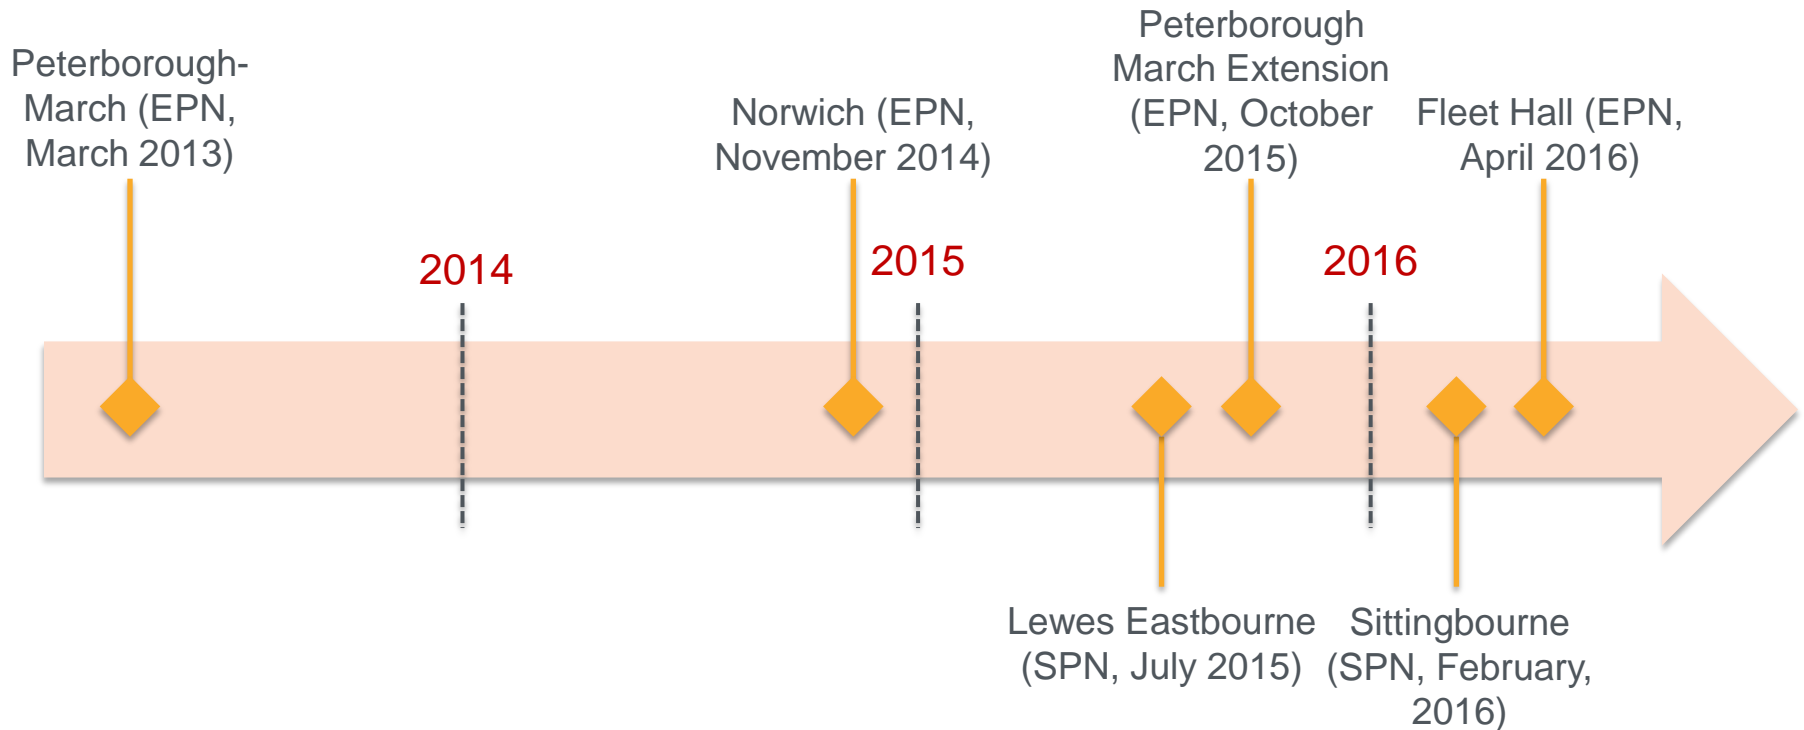 Peterborough-
March (EPN,
March 2013)
2014
Norwich (EPN,
November 2014)
2015
Peterborough
March Extension
(EPN, October
2015)
2016
Fleet Hall (EPN,
April 2016)
Lewes Eastbourne
(SPN, July 2015)
Sittingbourne
(SPN, February,
2016)